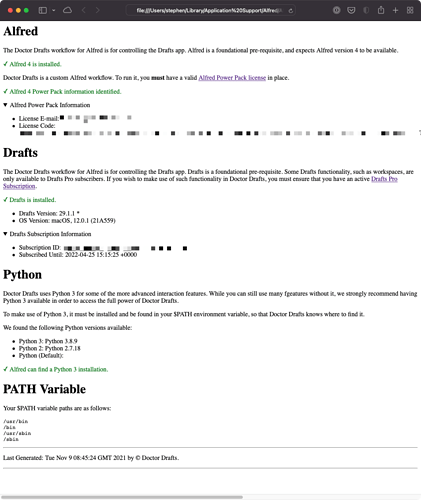 file:///Users/stephen/Library/Application%20Support/Alfred/A
Alfred
The Doctor Drafts workflow for Alfred is for controlling the Drafts app. Alfred is a foundational pre-requisite, and expects Alfred version 4 to be available.
✓ Alfred 4 is installed.
Doctor Drafts is a custom Alfred workflow. To run it, you must have a valid Alfred Power Pack license in place.
✓ Alfred 4 Power Pack information identified.
▼ Alfred Power Pack Information
• License E-mail:
• License Code:
Drafts
The Doctor Drafts workflow for Alfred is for controlling the Drafts app. Drafts is a foundational pre-requisite. Some Drafts functionality, such as workspaces, are
only available to Drafts Pro subscribers. If you wish to make use of such functionality in Doctor Drafts, you must ensure that you have an active Drafts Pro
Subscription.
✓ Drafts is installed.
• Drafts Version: 29.1.1 *
• OS Version: macOS, 12.0.1 (21A559)
▼ Drafts Subscription Information
• Subscription ID:
• Subscribed Until: 2022-04-25 15:15:25 +0000
Python
Doctor Drafts uses Python 3 for some of the more advanced interaction features. While you can still use many fgeatures without it, we strongly recommend having
Python 3 available in order to access the full power of Doctor Drafts.
To make use of Python 3, it must be installed and be found in your $PATH environment variable, so that Doctor Drafts knows where to find it.
We found the following Python versions available:
• Python 3: Python 3.8.9
• Python 2: Python 2.7.18
• Python (Default):
✓ Alfred can find a Python 3 installation.
PATH Variable
Your $PATH variable paths are as follows:
/usr/bin
/bin
/usr/sbin
/sbin
Last Generated: Tue Nov 9 08:45:24 GMT 2021 by © Doctor Drafts.